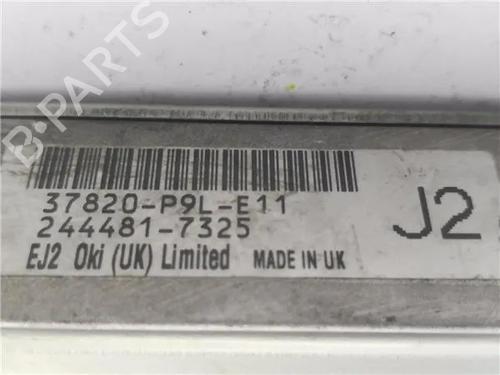 B-PARTS
37820-P9L-E11
244481-7325
J2
EJ2 Oki (UK) Limited MADE IN UK